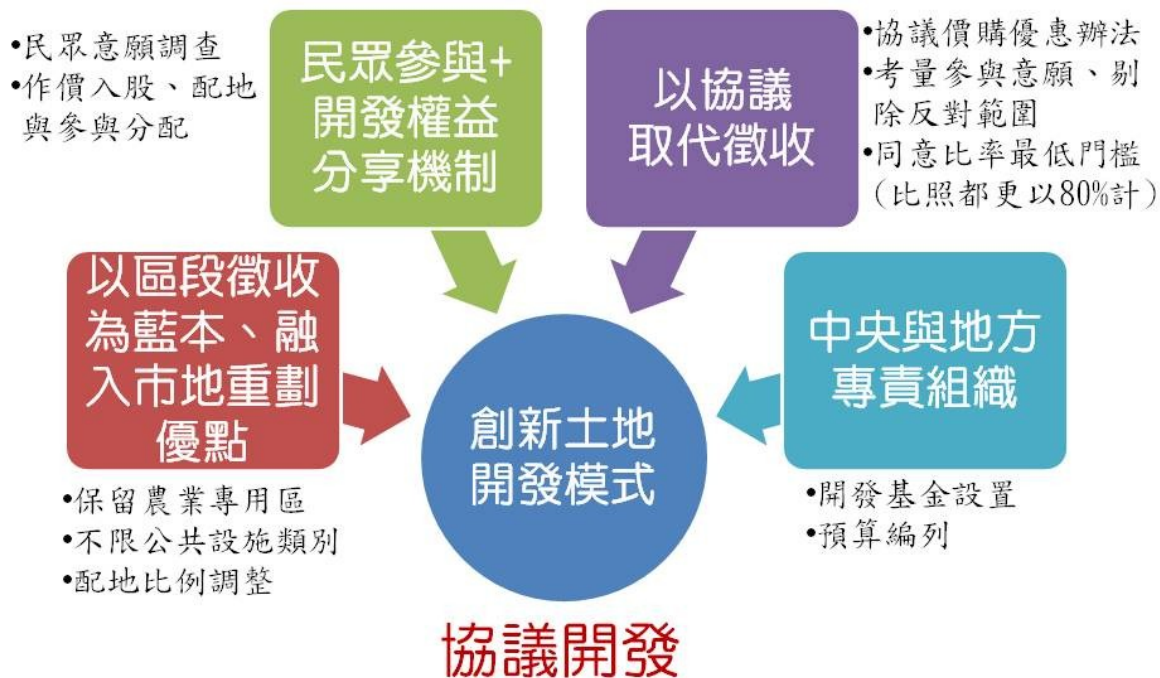 •民眾意願調查
•作價入股、配地
與參與分配
民眾參與+
開發權益
分享機制
以協議
取代徵收
•協議價購優惠辦法
•考量參與意願、剔
除反對範圍
•同意比率最低門檻
(比照都更以80%計)
以區段徵收
為藍本、融
入市地重劃
優點
•保留農業專用區
•不限公共設施類別
•配地比例調整
創新土地
開發模式
中央與地方
專責組織
•開發基金設置
•預算編列
協議開發